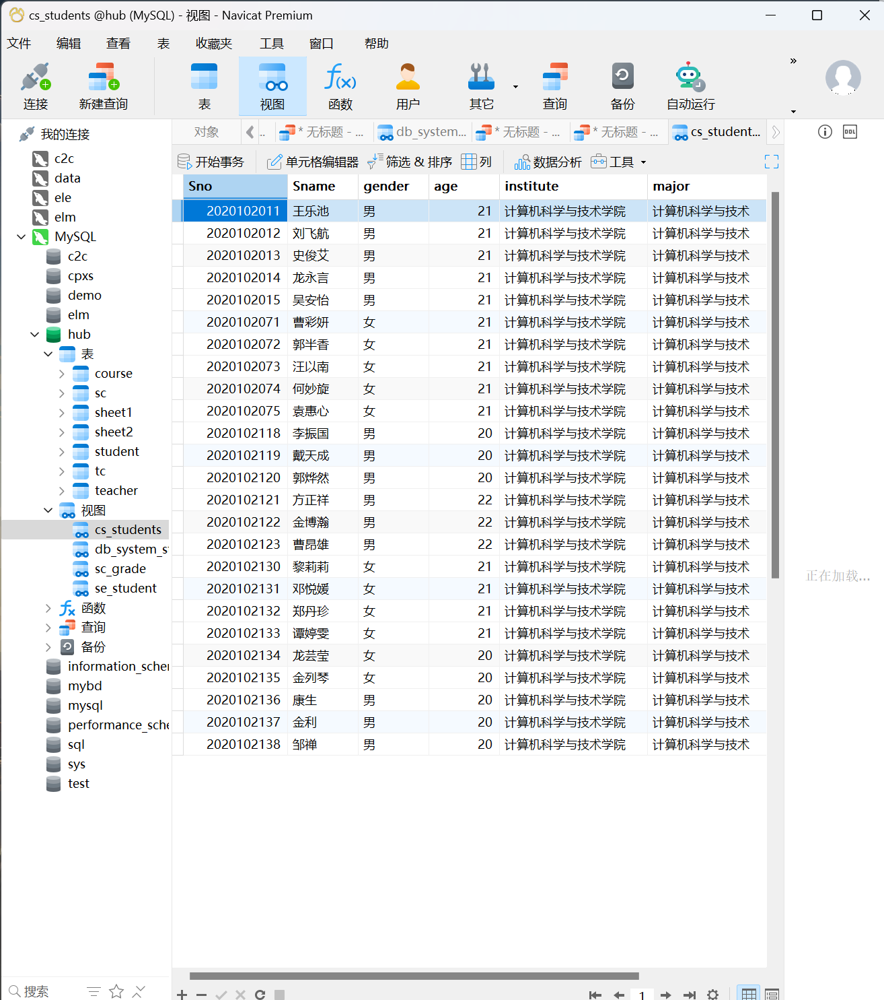 cs_students @hub (MySQL) - 视图 - Navicat Premium
文件 编辑 查看 表 收藏夹 工具 窗口 帮助
连接 新建查询 表 视图 函数 用户 其它 查询 备份 自动运行
我的连接
c2c
data
ele
elm
MySQL
c2c
cpxs
demo
elm
hub
表
course
sc
sheet1
sheet2
student
tc
teacher
视图
cs_students
db_system_s
sc_grade
se_student
函数
查询
备份
information_scher
mybd
mysql
performance_sche
sql
sys
test
搜索
对象 .. * 无标题 - ... db_system... * 无标题 - ... * 无标题 - ... cs_student...
开始事务 单元格编辑器 筛选 & 排序 列 数据分析 工具
Sno Sname gender age institute major
2020102011 王乐池 男 21 计算机科学与技术学院 计算机科学与技术
2020102012 刘飞航 男 21 计算机科学与技术学院 计算机科学与技术
2020102013 史俊艾 男 21 计算机科学与技术学院 计算机科学与技术
2020102014 龙永言 男 21 计算机科学与技术学院 计算机科学与技术
2020102015 吴安怡 男 21 计算机科学与技术学院 计算机科学与技术
2020102071 曹彩妍 女 21 计算机科学与技术学院 计算机科学与技术
2020102072 郭半香 女 21 计算机科学与技术学院 计算机科学与技术
2020102073 汪以南 女 21 计算机科学与技术学院 计算机科学与技术
2020102074 何妙旋 女 21 计算机科学与技术学院 计算机科学与技术
2020102075 袁惠心 女 21 计算机科学与技术学院 计算机科学与技术
2020102118 李振国 男 20 计算机科学与技术学院 计算机科学与技术
2020102119 戴天成 男 20 计算机科学与技术学院 计算机科学与技术
2020102120 郭烨然 男 20 计算机科学与技术学院 计算机科学与技术
2020102121 方正祥 男 22 计算机科学与技术学院 计算机科学与技术
2020102122 金博瀚 男 22 计算机科学与技术学院 计算机科学与技术
2020102123 曹昂雄 男 22 计算机科学与技术学院 计算机科学与技术
2020102130 黎莉莉 女 21 计算机科学与技术学院 计算机科学与技术
2020102131 邓悦媛 女 21 计算机科学与技术学院 计算机科学与技术
2020102132 郑丹珍 女 21 计算机科学与技术学院 计算机科学与技术
2020102133 谭婷雯 女 21 计算机科学与技术学院 计算机科学与技术
2020102134 龙芸莹 女 20 计算机科学与技术学院 计算机科学与技术
2020102135 金列琴 女 20 计算机科学与技术学院 计算机科学与技术
2020102136 康生 男 20 计算机科学与技术学院 计算机科学与技术
2020102137 金利 男 20 计算机科学与技术学院 计算机科学与技术
2020102138 邹禅 男 20 计算机科学与技术学院 计算机科学与技术
1
DDL
正在加载...